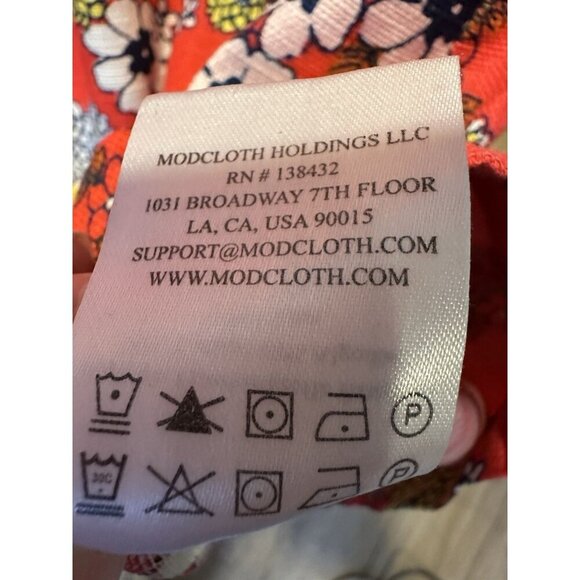 MODCLOTH HOLDINGS LLC
RN # 138432
1031 BROADWAY 7TH FLOOR
LA, CA, USA 90015
SUPPORT@MODCLOTH.COM
WWW.MODCLOTH.COM
P
30C P